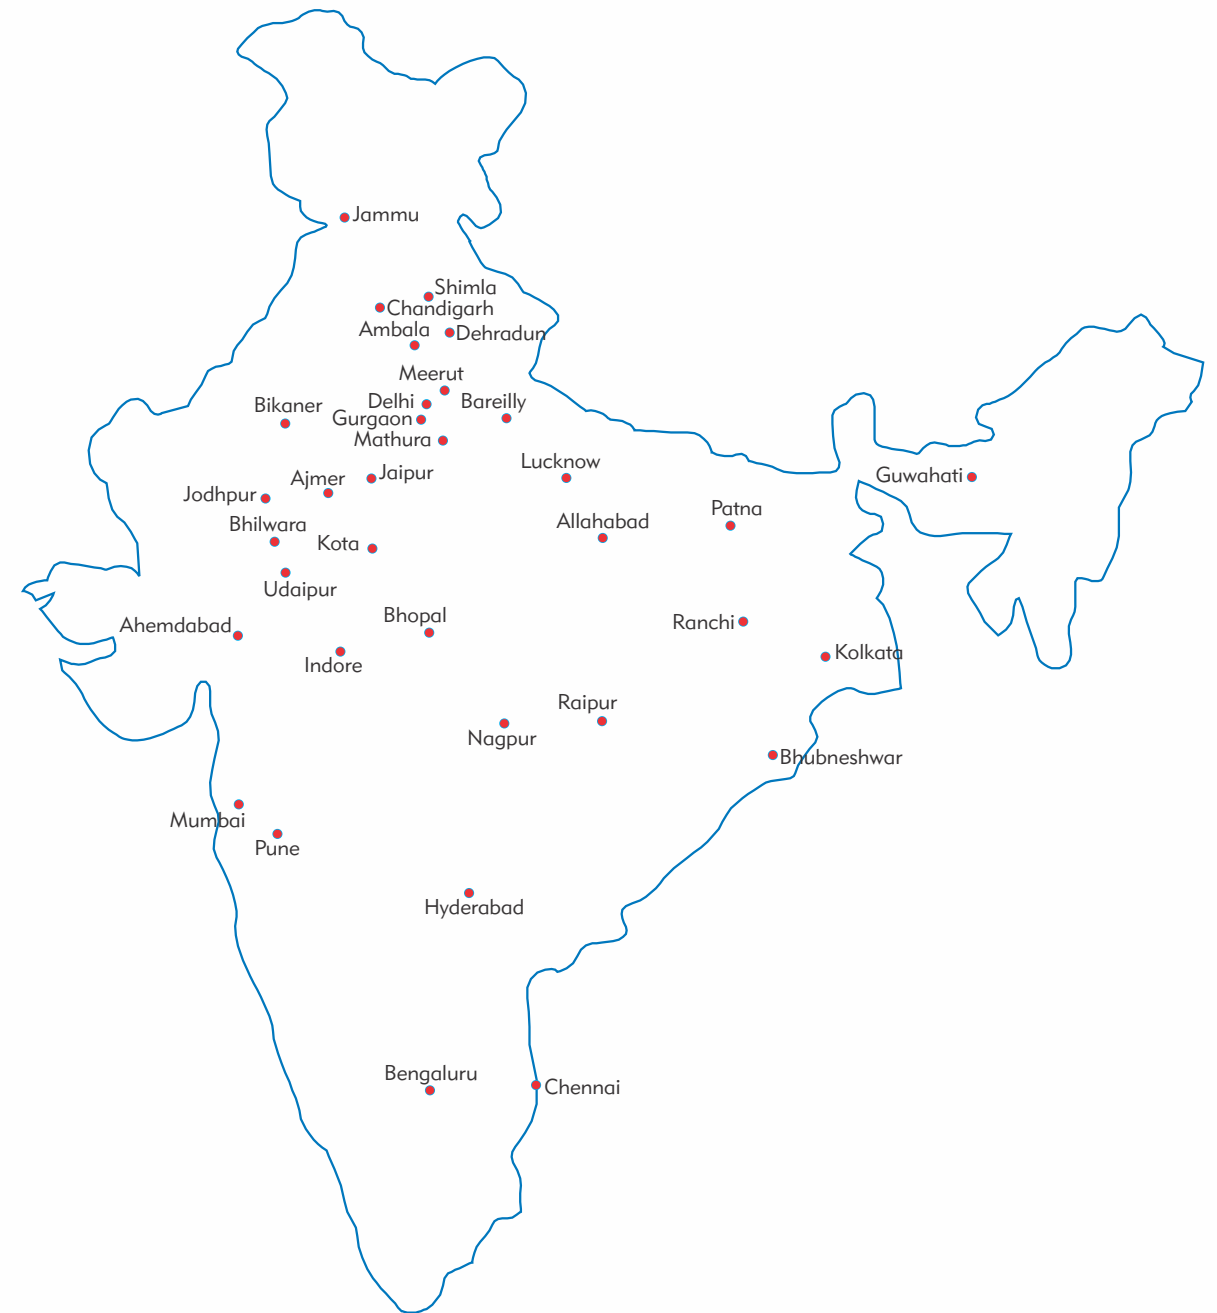 Jammu
Shimla
Chandigarh
Ambala
Dehradun
Meerut
Delhi
Bareilly
Bikaner
Gurgaon
Mathura
Lucknow
Jaipur
Ajmer
Guwahati
Jodhpur
Patna
Allahabad
Bhilwara
Kota
Udaipur
Bhopal
Ahemdabad
Ranchi
Kolkata
Indore
Raipur
Nagpur
Bhubneshwar
Mumbai
Pune
Hyderabad
Bengaluru
Chennai